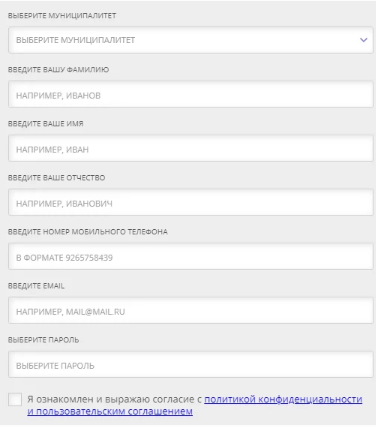 ВЫБЕРИТЕ МУНИЦИПАЛИТЕТ
ВЫБЕРИТЕ МУНИЦИПАЛИТЕТ
ВВЕДИТЕ ВАШУ ФАМИЛИЮ
НАПРИМЕР, ИВАНОВ
ВВЕДИТЕ ВАШЕ ИМЯ
НАПРИМЕР, ИВАН
ВВЕДИТЕ ВАШЕ ОТЧЕСТВО
НАПРИМЕР, ИВАНОВИЧ
ВВЕДИТЕ НОМЕР МОБИЛЬНОГО ТЕЛЕФОНА
В ФОРМАТЕ 9265758439
ВВЕДИТЕ EMAIL
НАПРИМЕР, MAIL@MAIL.RU
ВЫБЕРИТЕ ПАРОЛЬ
ВЫБЕРИТЕ ПАРОЛЬ
Я ознакомлен и выражаю согласие с политикой конфиденциальности
и пользовательским соглашением